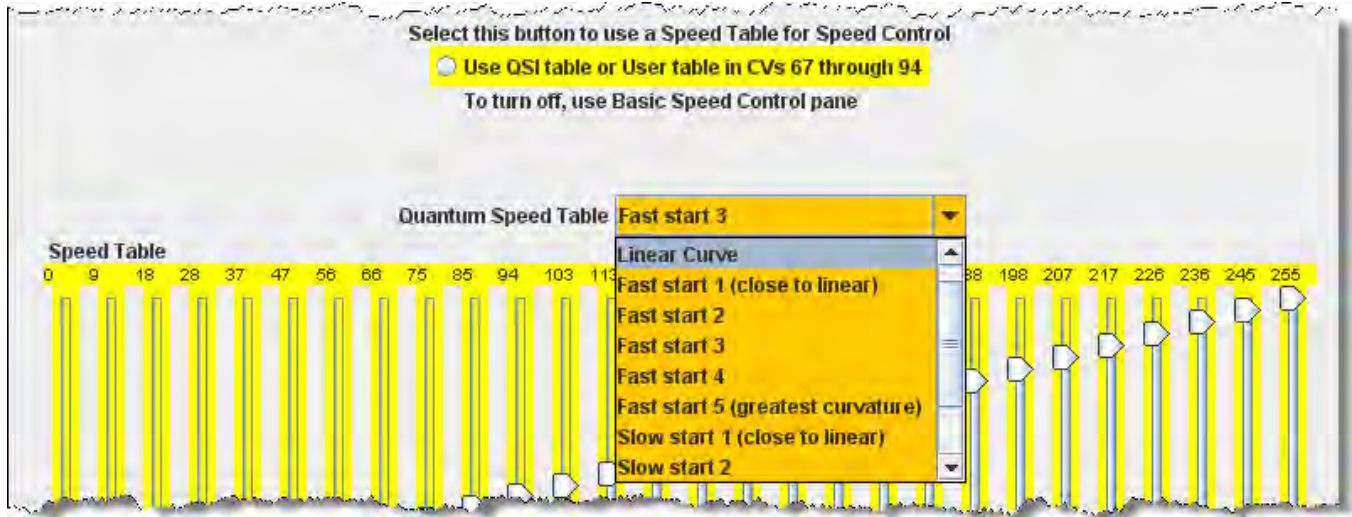 Select this button to use a Speed Table for Speed Control
Use QSI table or User table in CVs 67 through 94
To turn off, use Basic Speed Control pane
Quantum Speed Table Fast start 3
Speed Table
0 9 18 28 37 47 56 66 75 85 94 103 198 207 217 226 236 245 255
Linear Curve
Fast start 1 (close to linear)
Fast start 2
Fast start 3
Fast start 4
Fast start 5 (greatest curvature)
Slow start 1 (close to linear)
Slow start 2